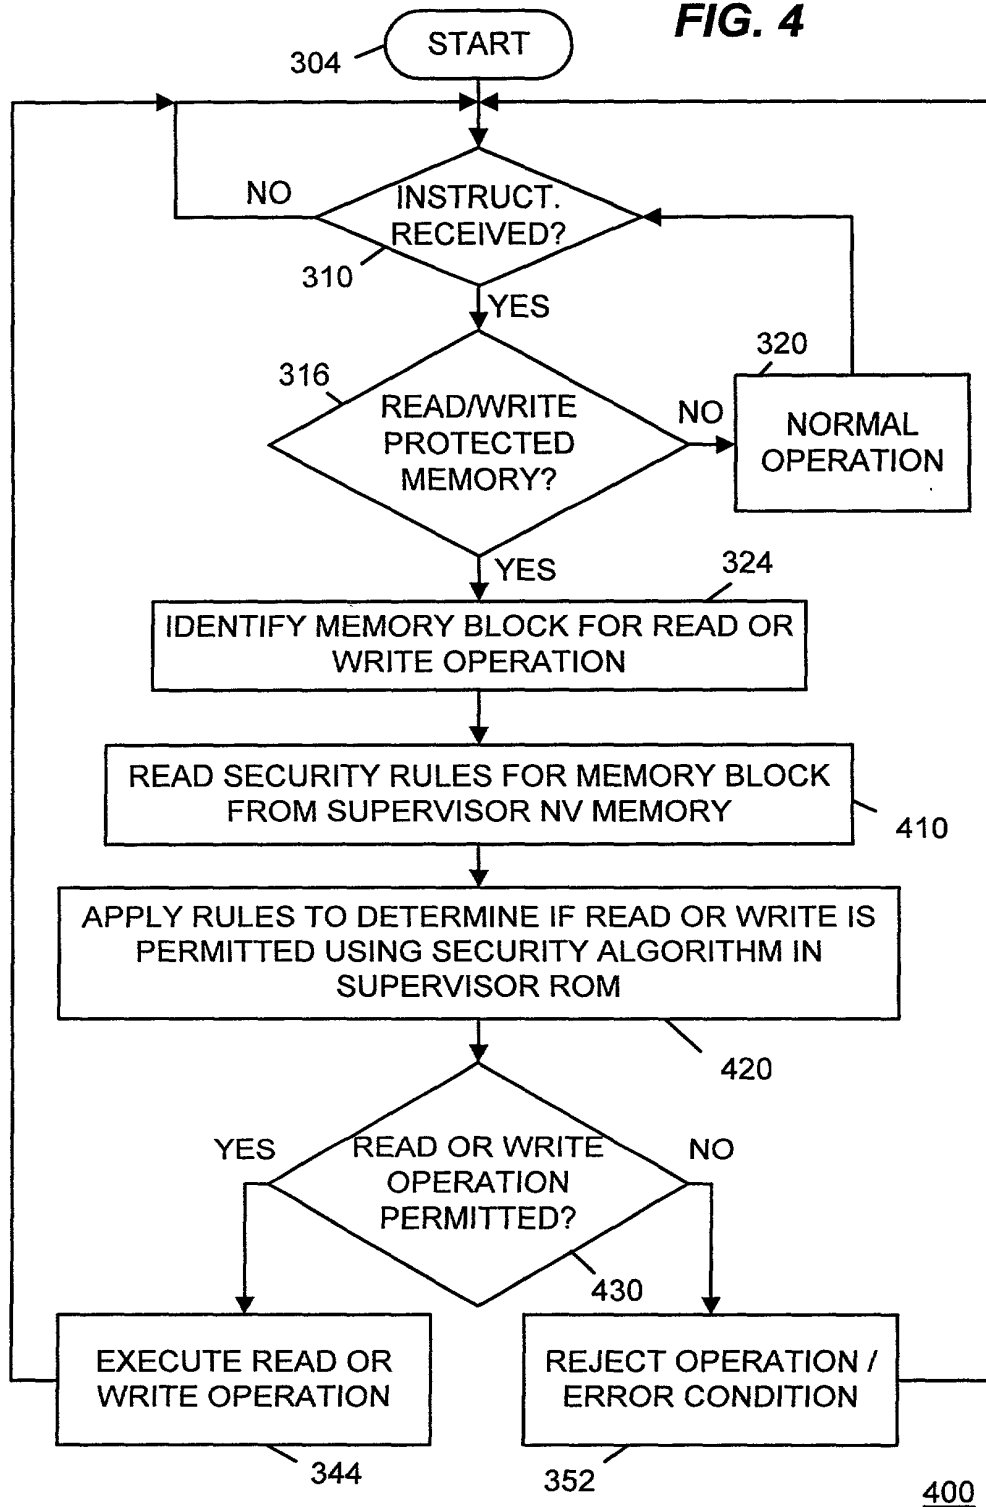 FIG. 4
START
304
NO
INSTRUCT.
RECEIVED?
310
YES
320
316
READ/WRITE
PROTECTED
MEMORY?
NO
NORMAL
OPERATION
YES
324
IDENTIFY MEMORY BLOCK FOR READ OR
WRITE OPERATION
READ SECURITY RULES FOR MEMORY BLOCK
FROM SUPERVISOR NV MEMORY
410
APPLY RULES TO DETERMINE IF READ OR WRITE IS
PERMITTED USING SECURITY ALGORITHM IN
SUPERVISOR ROM
420
YES
READ OR WRITE
OPERATION
PERMITTED?
NO
430
EXECUTE READ OR
WRITE OPERATION
REJECT OPERATION /
ERROR CONDITION
344
352
400